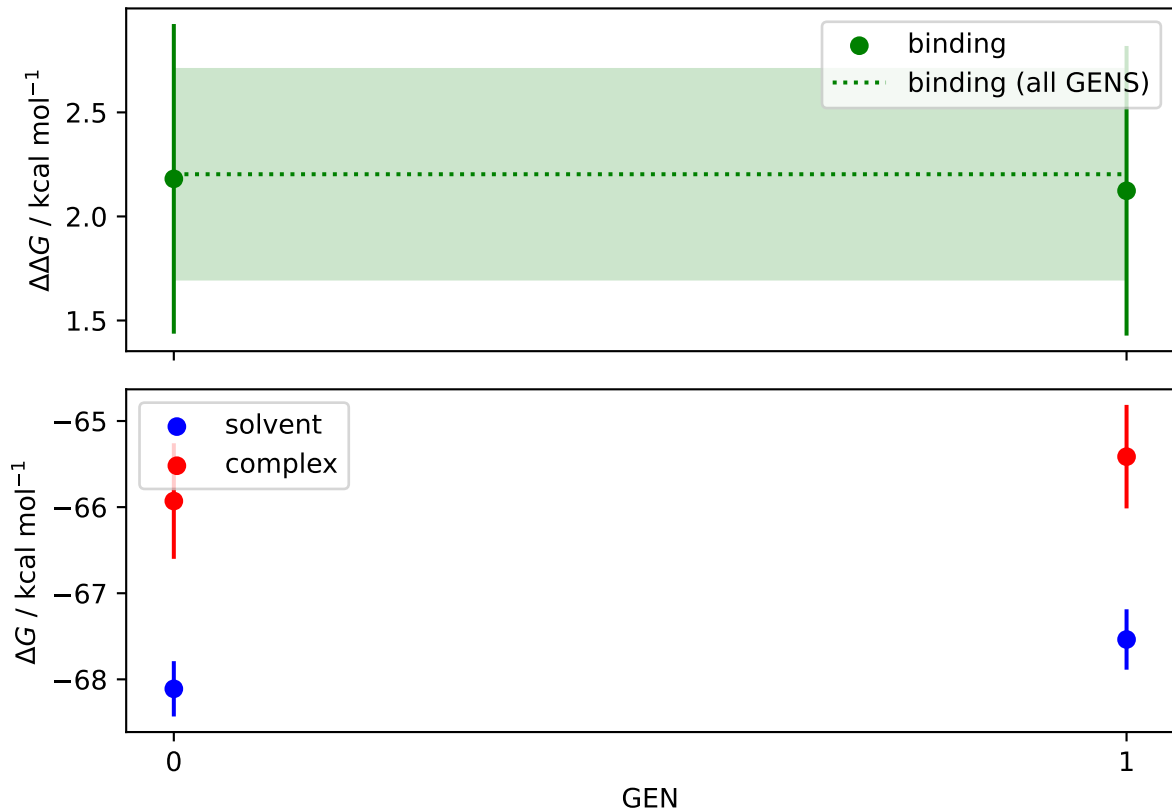 binding
binding (all GENS)
2.5
2.0
1.5
ΔΔG / kcal mol⁻¹
solvent
complex
−65
−66
−67
−68
ΔG / kcal mol⁻¹
0 1
GEN